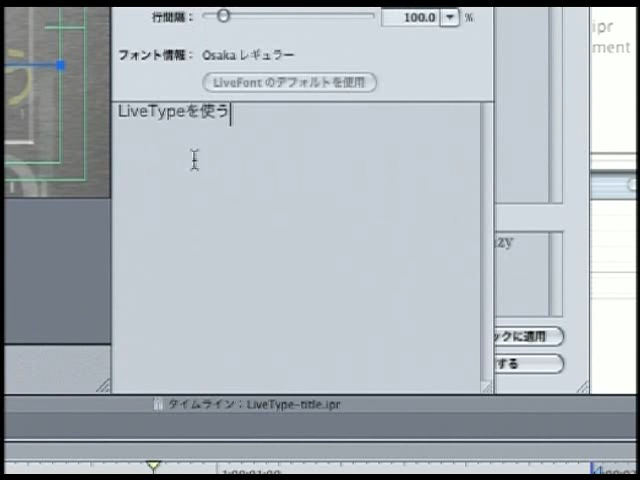 行間隔： 100.0 %
ipr
フォント情報： Osaka レギュラー
ment
LiveFont のデフォルトを使用
LiveTypeを使う
zy
ックに適用
する
タイムライン：LiveType-title.ipr